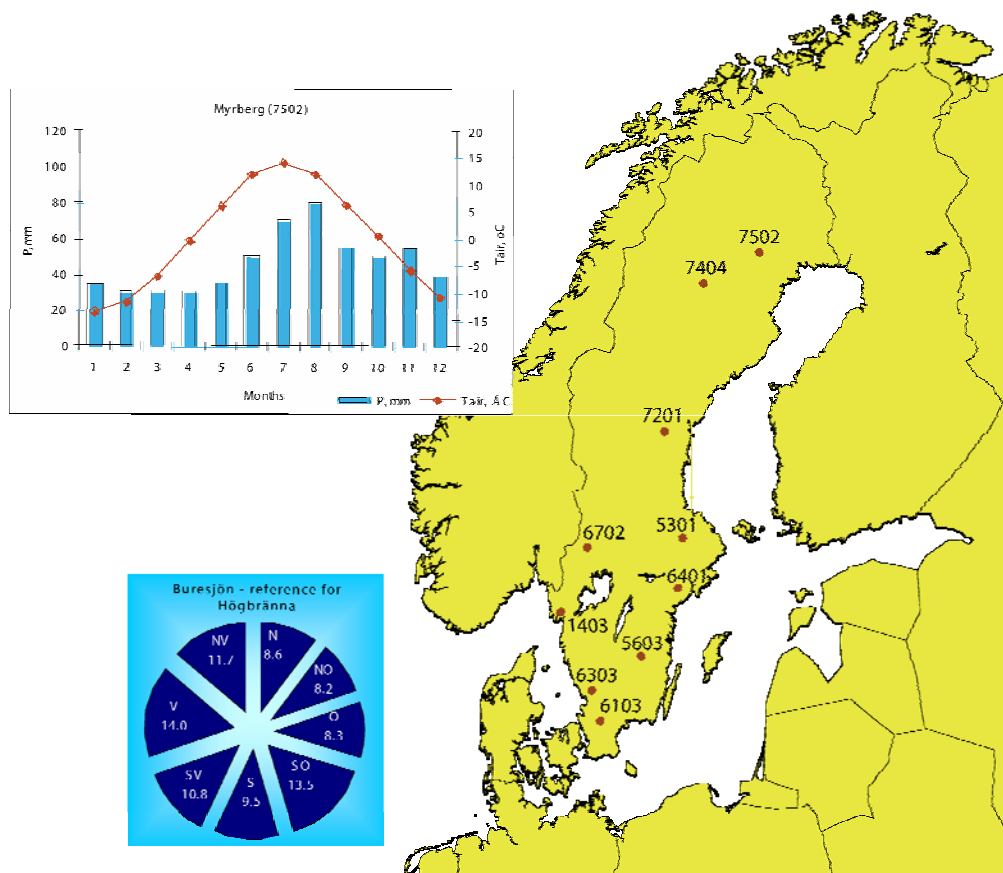 Myrberg (7502)
120
100
80
60
40
20
0
P, mm
20
15
10
5
0
-5
-10
-15
-20
Tair, oC
1 2 3 4 5 6 7 8 9 10 11 12
Months
P, mm
Tair, ÅC
7502
7404
7201
6702
5301
6401
1403
5603
6303
6103
Buresjön - reference for
Högbränna
N
8.6
NO
8.2
O
8.3
SO
13.5
S
9.5
SV
10.8
V
14.0
NV
11.7